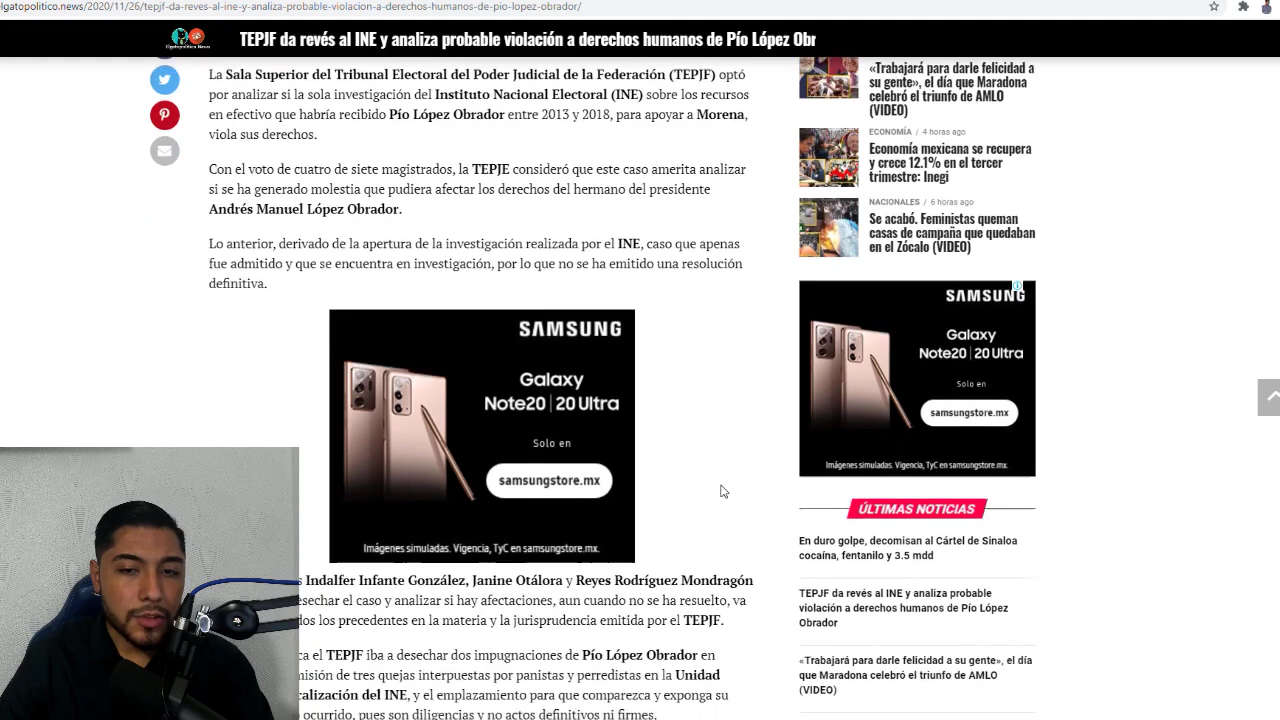 lgatopolitico.news/2020/11/26/tepjf-da-reves-al-ine-y-analiza-probable-violacion-a-derechos-humanos-de-pio-lopez-obrador/
TEPJF da revés al INE y analiza probable violación a derechos humanos de Pío López Obr
La Sala Superior del Tribunal Electoral del Poder Judicial de la Federación (TEPJF) optó
por analizar si la sola investigación del Instituto Nacional Electoral (INE) sobre los recursos
en efectivo que habría recibido Pío López Obrador entre 2013 y 2018, para apoyar a Morena,
viola sus derechos.
Con el voto de cuatro de siete magistrados, la TEPJE consideró que este caso amerita analizar
si se ha generado molestia que pudiera afectar los derechos del hermano del presidente
Andrés Manuel López Obrador.
Lo anterior, derivado de la apertura de la investigación realizada por el INE, caso que apenas
fue admitido y que se encuentra en investigación, por lo que no se ha emitido una resolución
definitiva.
SAMSUNG
Galaxy
Note20 | 20 Ultra
Solo en
samsungstore.mx
Imágenes simuladas. Vigencia, TyC en samsungstore.mx.
s Indalfer Infante González, Janine Otálora y Reyes Rodríguez Mondragón
esechar el caso y analizar si hay afectaciones, aun cuando no se ha resuelto, va
dos los precedentes en la materia y la jurisprudencia emitida por el TEPJF.
ca el TEPJF iba a desechar dos impugnaciones de Pío López Obrador en
misión de tres quejas interpuestas por panistas y perredistas en la Unidad
calización del INE, y el emplazamiento para que comparezca y exponga su
ocurrido, pues son diligencias y no actos definitivos ni firmes.
«Trabajará para darle felicidad a
su gente», el día que Maradona
celebró el triunfo de AMLO
(VIDEO)
ECONOMÍA / 4 horas ago
Economía mexicana se recupera
y crece 12.1% en el tercer
trimestre: Inegi
NACIONALES / 6 horas ago
Se acabó. Feministas queman
casas de campaña que quedaban
en el Zócalo (VIDEO)
SAMSUNG
Galaxy
Note20 | 20 Ultra
Solo en
samsungstore.mx
Imágenes simuladas. Vigencia, TyC en samsungstore.mx.
ÚLTIMAS NOTICIAS
En duro golpe, decomisan al Cártel de Sinaloa
cocaína, fentanilo y 3.5 mdd
TEPJF da revés al INE y analiza probable
violación a derechos humanos de Pío López
Obrador
«Trabajará para darle felicidad a su gente», el día
que Maradona celebró el triunfo de AMLO
(VIDEO)